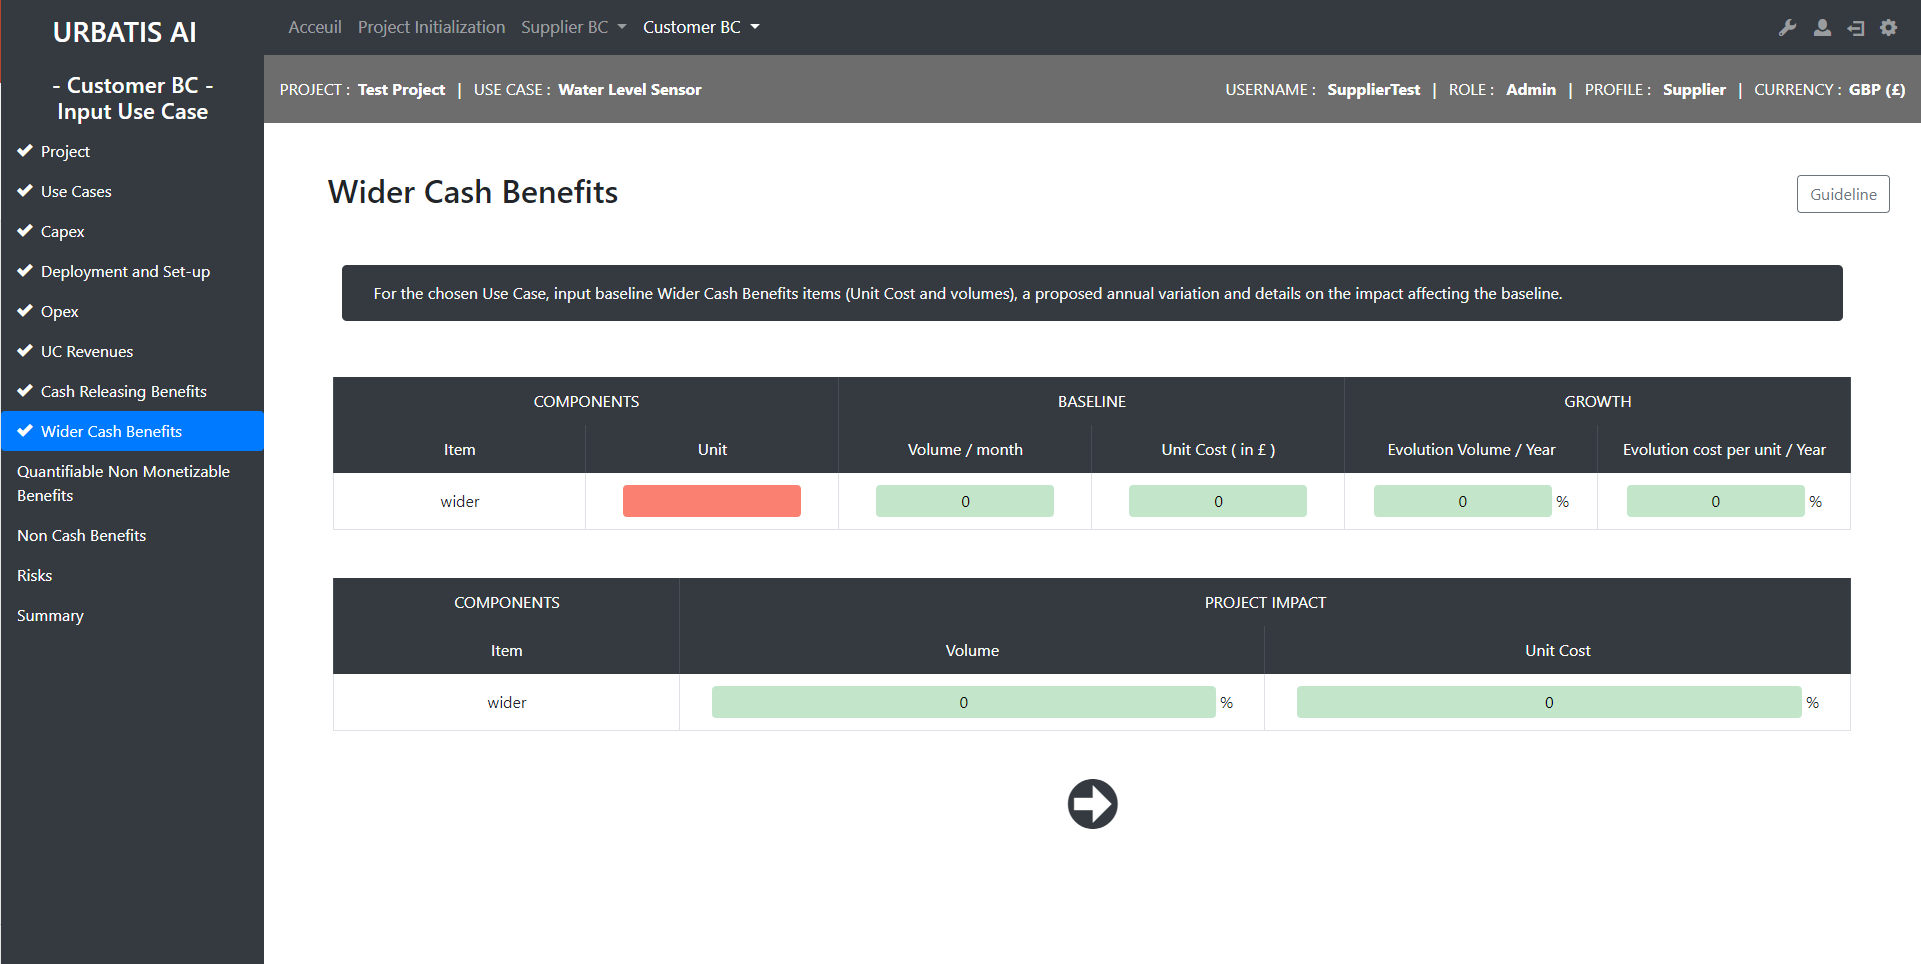 URBATIS AI
Acceuil Project Initialization Supplier BC Customer BC
- Customer BC -
Input Use Case
Project
Use Cases
Capex
Deployment and Set-up
Opex
UC Revenues
Cash Releasing Benefits
Wider Cash Benefits
Quantifiable Non Monetizable
Benefits
Non Cash Benefits
Risks
Summary
PROJECT : Test Project | USE CASE : Water Level Sensor
USERNAME : SupplierTest | ROLE : Admin | PROFILE : Supplier | CURRENCY : GBP (£)
Wider Cash Benefits
Guideline
For the chosen Use Case, input baseline Wider Cash Benefits items (Unit Cost and volumes), a proposed annual variation and details on the impact affecting the baseline.
COMPONENTS BASELINE GROWTH
Item Unit Volume / month Unit Cost ( in £ ) Evolution Volume / Year Evolution cost per unit / Year
wider 0 0 0 % 0 %
COMPONENTS PROJECT IMPACT
Item Volume Unit Cost
wider 0 % 0 %